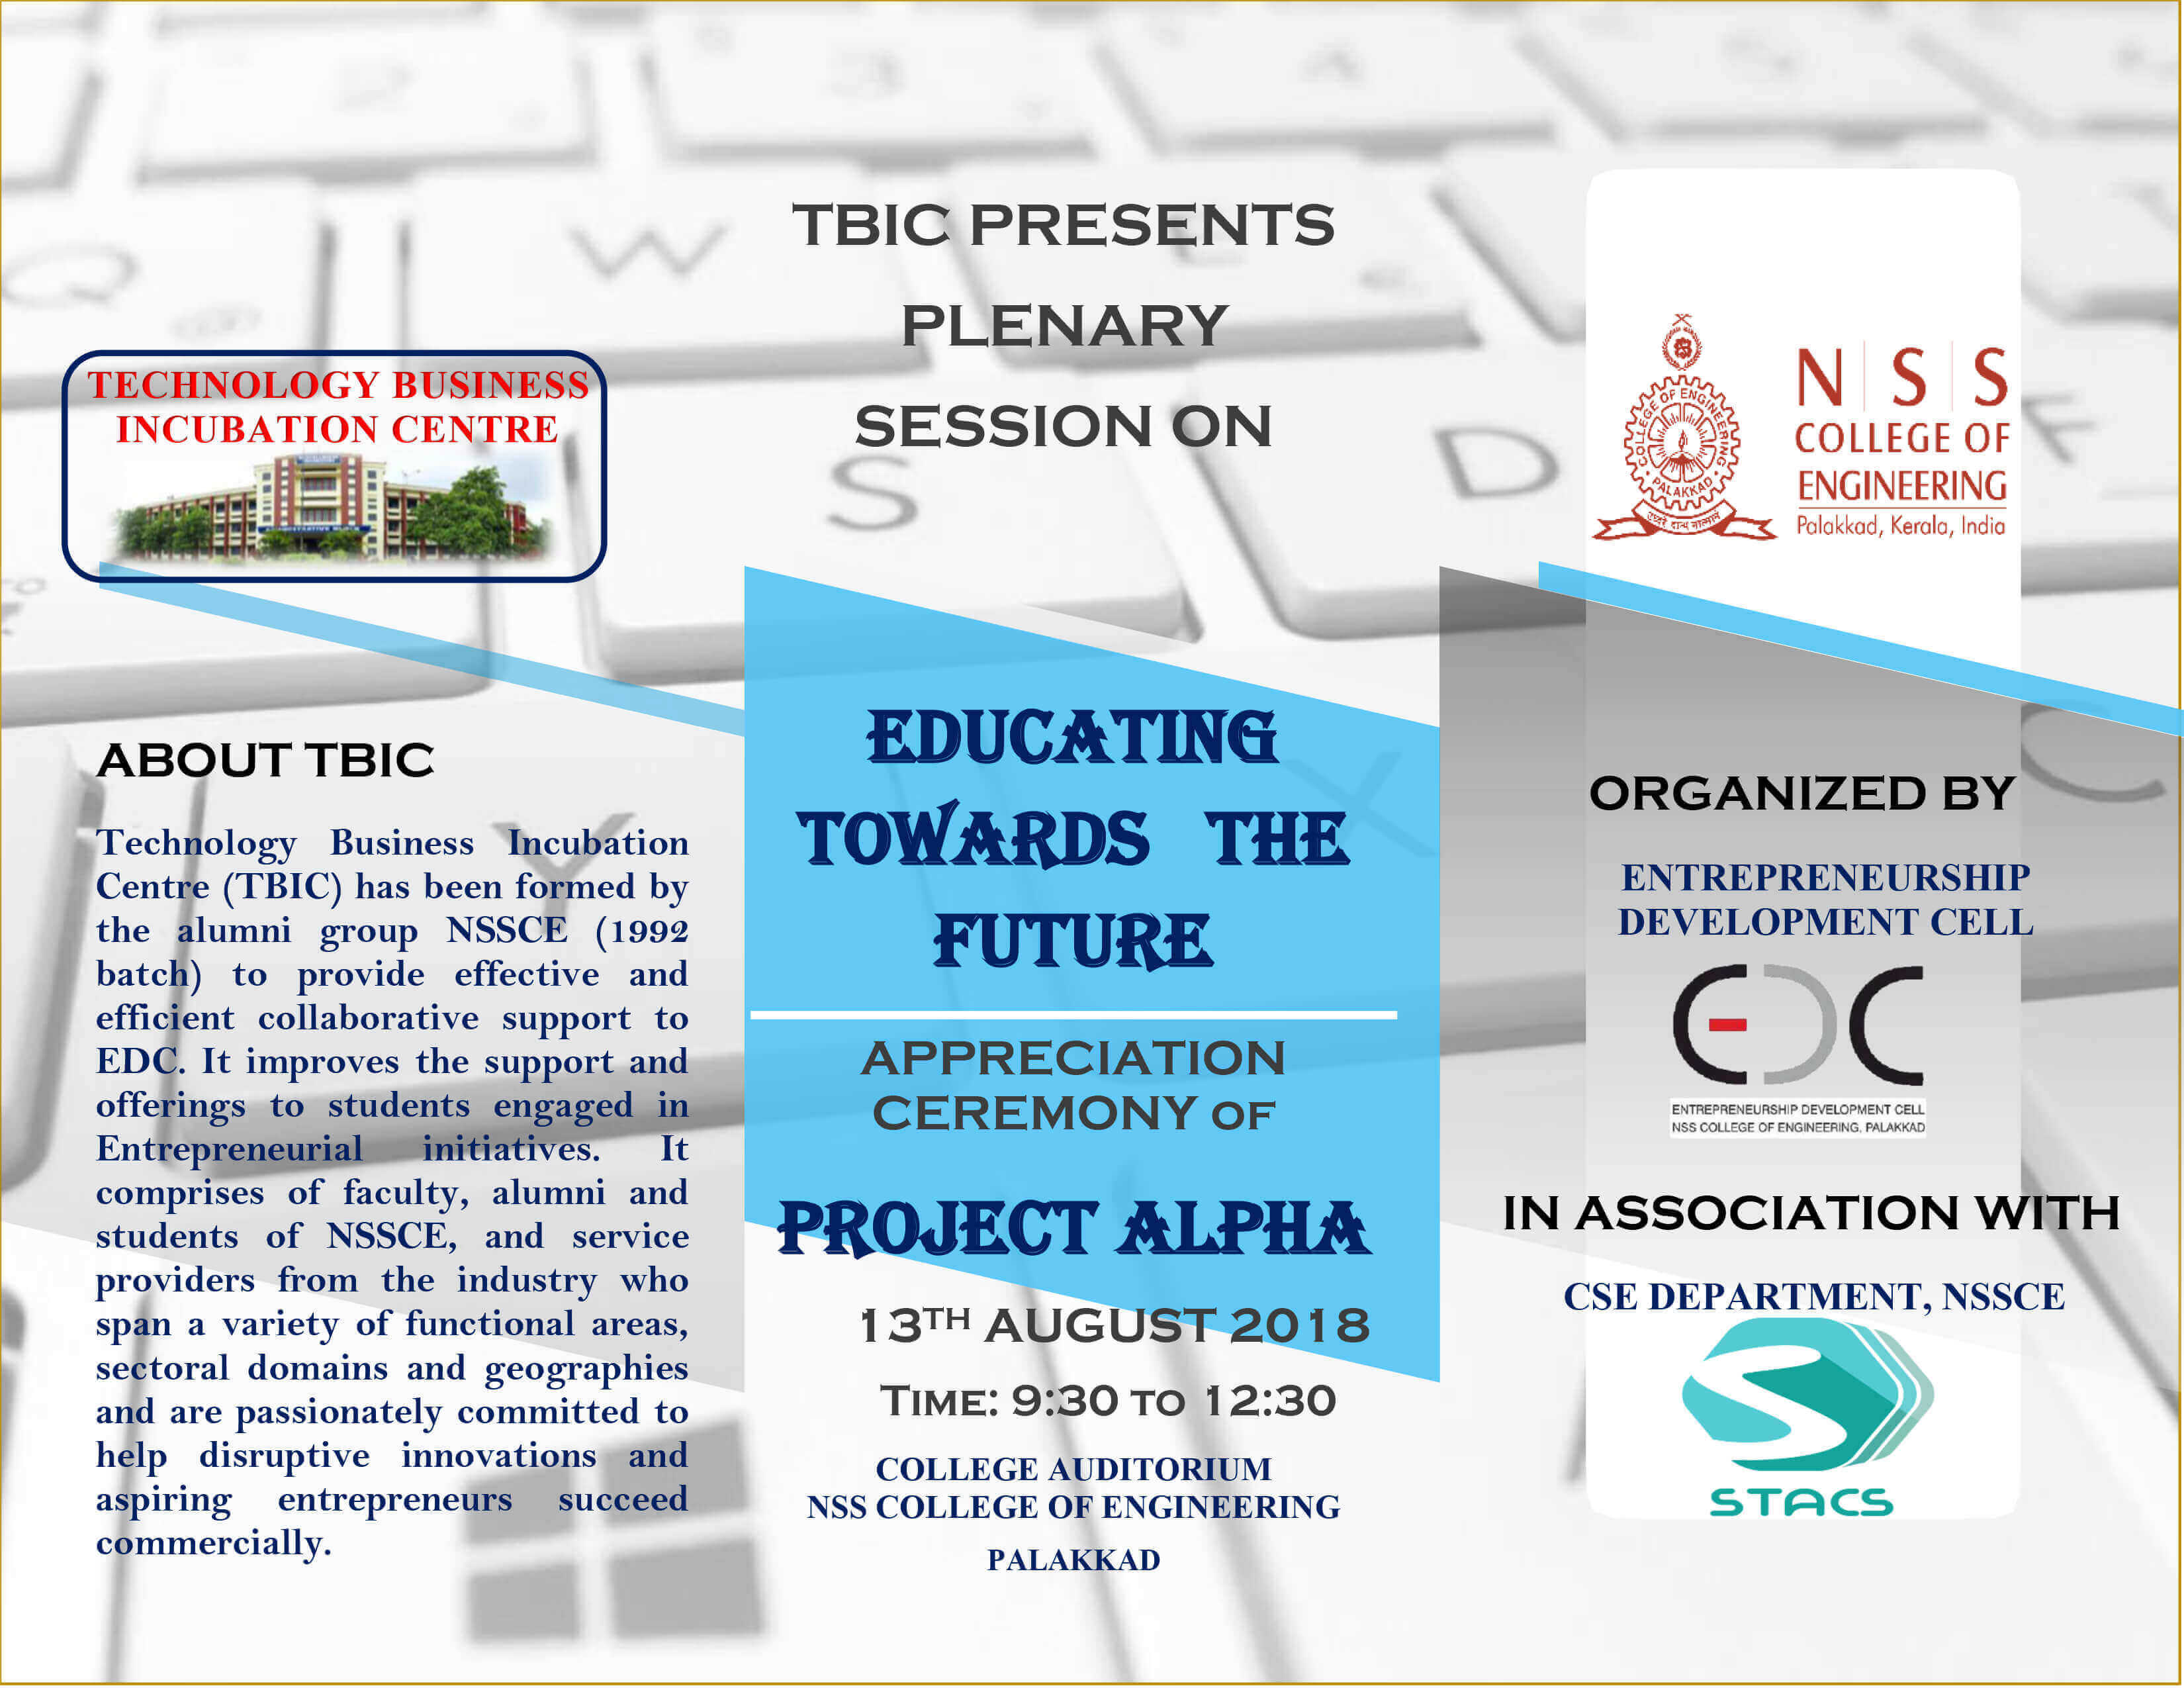 TECHNOLOGY BUSINESS
INCUBATION CENTRE
ABOUT TBIC
Technology Business Incubation
Centre (TBIC) has been formed by
the alumni group NSSCE (1992
batch) to provide effective and
efficient collaborative support to
EDC. It improves the support and
offerings to students engaged in
Entrepreneurial initiatives. It
comprises of faculty, alumni and
students of NSSCE, and service
providers from the industry who
span a variety of functional areas,
sectoral domains and geographies
and are passionately committed to
help disruptive innovations and
aspiring entrepreneurs succeed
commercially.
TBIC PRESENTS
PLENARY
SESSION ON
EDUCATING
TOWARDS THE
FUTURE
APPRECIATION
CEREMONY OF
PROJECT ALPHA
13TH AUGUST 2018
TIME: 9:30 TO 12:30
COLLEGE AUDITORIUM
NSS COLLEGE OF ENGINEERING
PALAKKAD
COLLEGE OF ENGINEERING
PALAKKAD
N S S
COLLEGE OF
ENGINEERING
Palakkad, Kerala, India
ORGANIZED BY
ENTREPRENEURSHIP
DEVELOPMENT CELL
EDC
ENTREPRENEURSHIP DEVELOPMENT CELL
NSS COLLEGE OF ENGINEERING, PALAKKAD
IN ASSOCIATION WITH
CSE DEPARTMENT, NSSCE
STACS